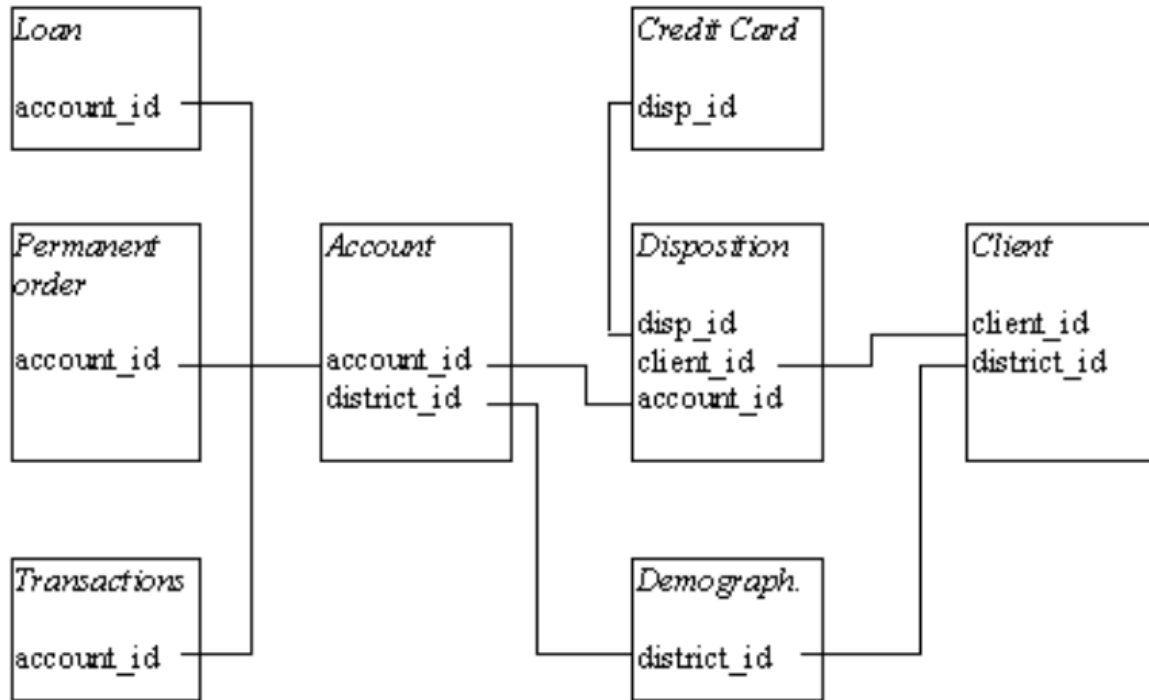 Loan
account_id
Credit Card
disp_id
Permanent
order
account_id
Account
account_id
district_id
Disposition
disp_id
client_id
account_id
Client
client_id
district_id
Transactions
account_id
Demograph.
district_id